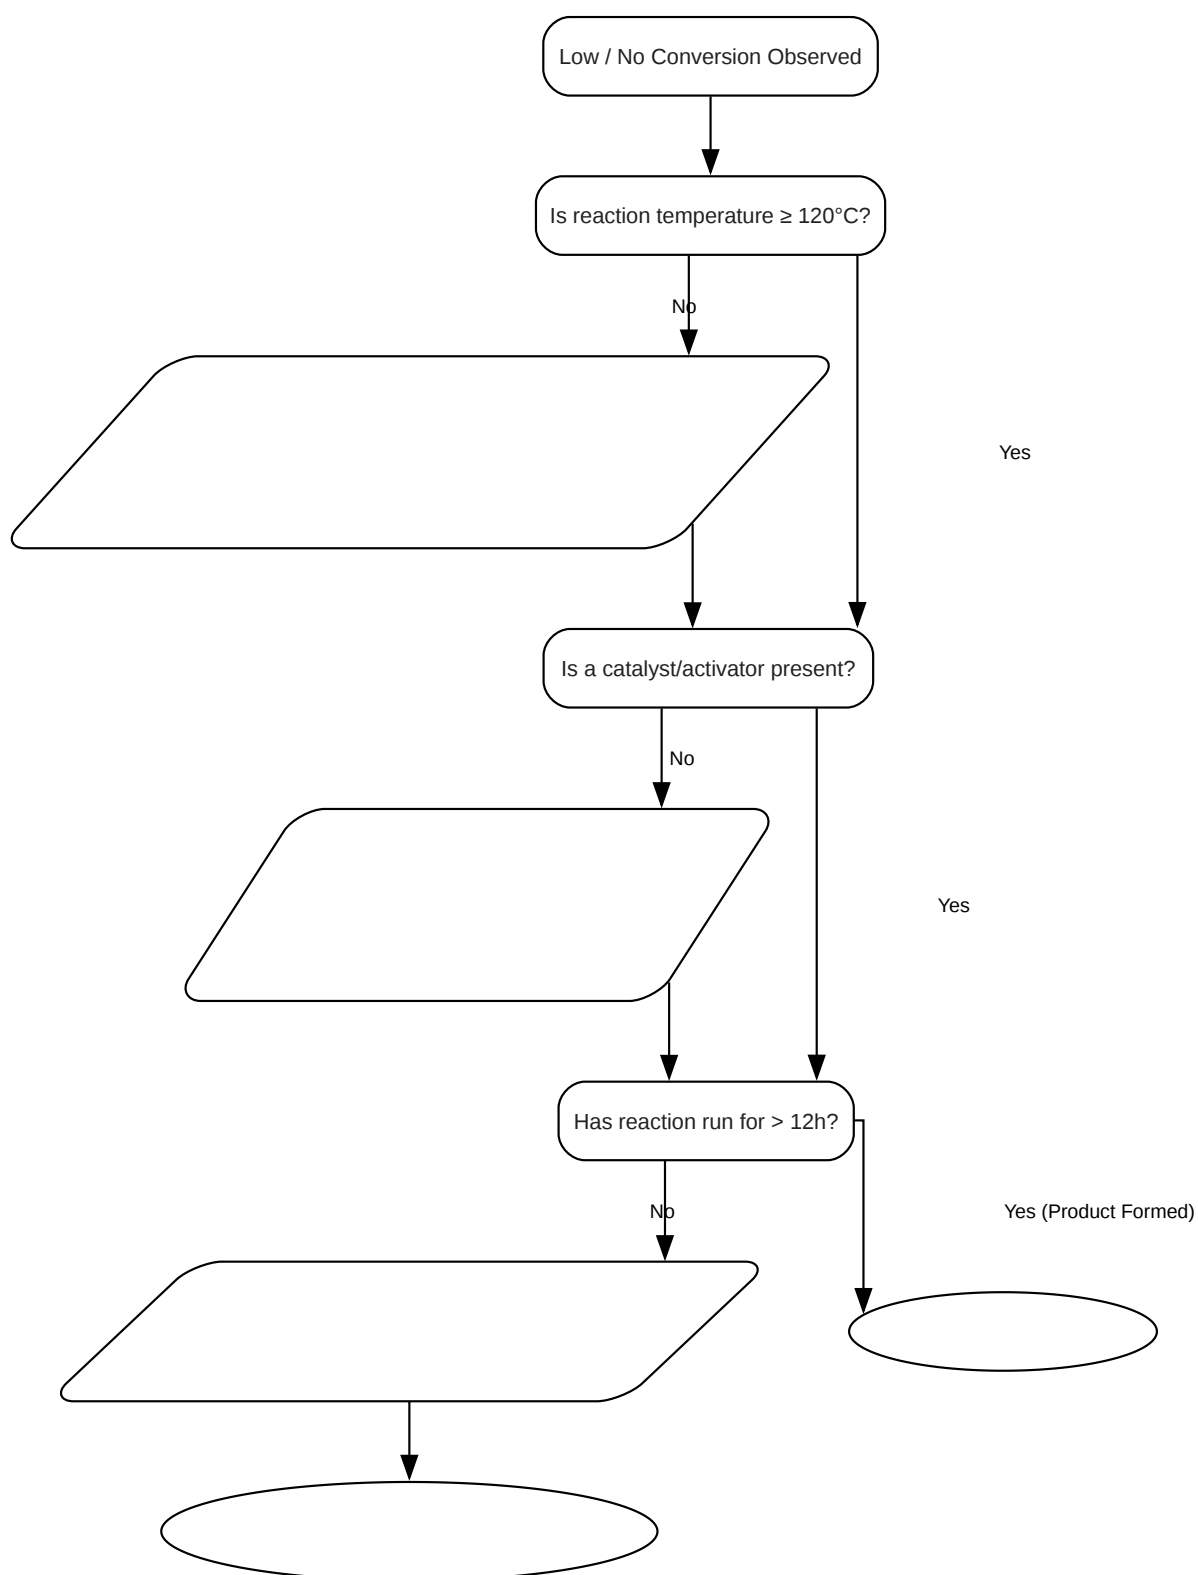 Low / No Conversion Observed
Is reaction temperature ≥ 120°C?
No
Yes
Is a catalyst/activator present?
No
Yes
Has reaction run for > 12h?
No
Yes (Product Formed)